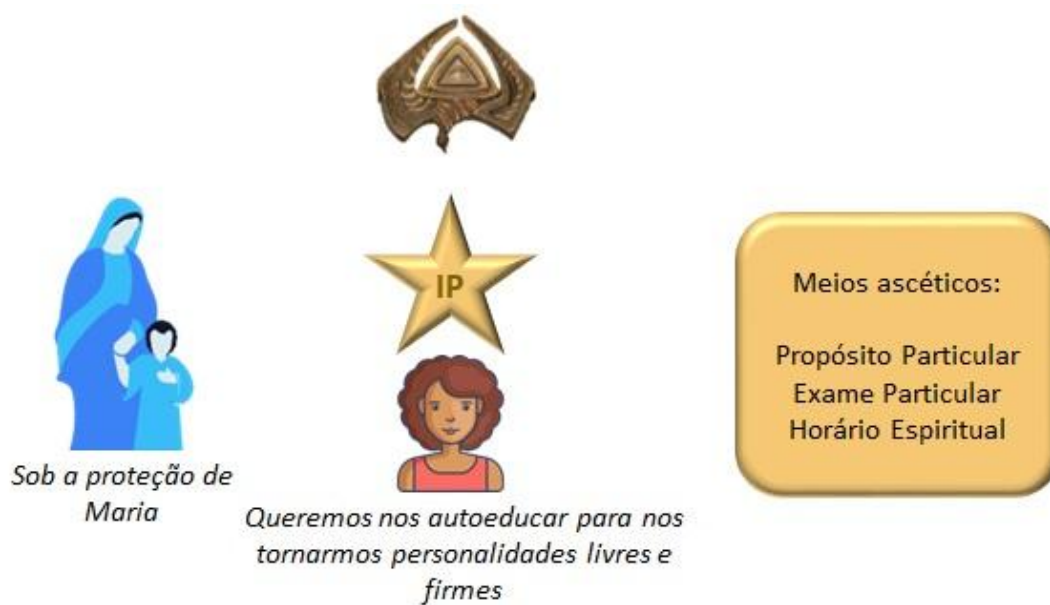 IP
Sob a proteção de
Maria
Queremos nos autoeducar para nos
tornarmos personalidades livres e
firmes
Meios ascéticos:
Propósito Particular
Exame Particular
Horário Espiritual